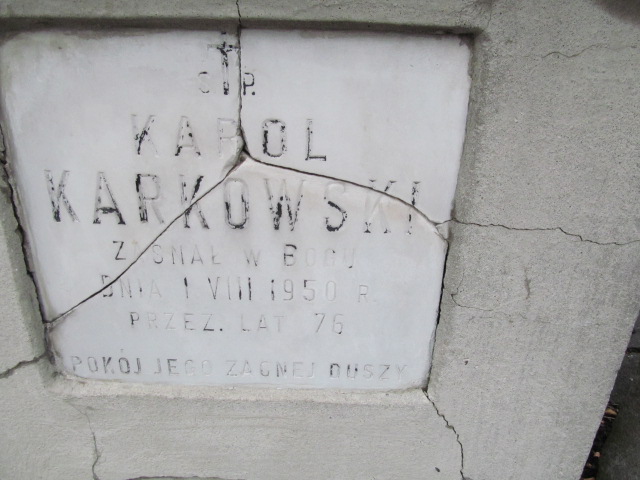 Ś P.
KAROL
KARKOWSKI
ZASNAŁ W BOGU
DNIA 1 VIII 1950 R
PRZEŻ. LAT 76
POKÓJ JEGO ZACNEJ DUSZY